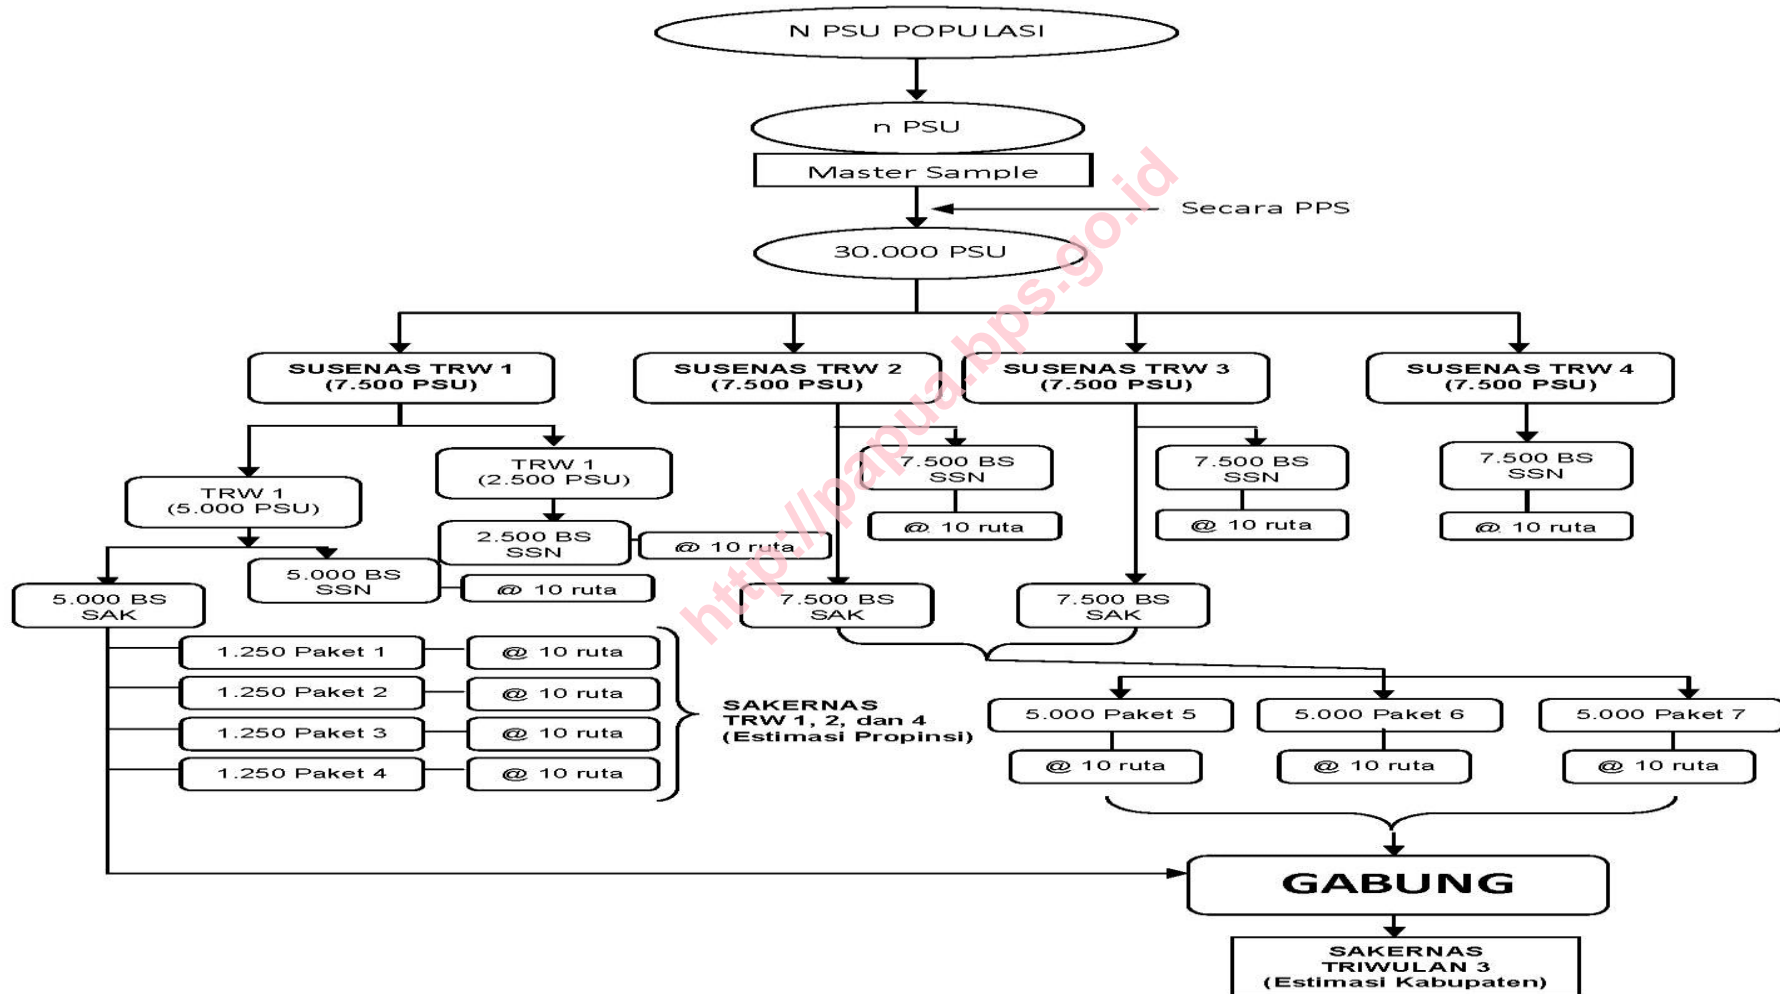 N PSU POPULASI
n PSU
Master Sample
Secara PPS
30.000 PSU
SUSENAS TRW 1
(7.500 PSU)
SUSENAS TRW 2
(7.500 PSU)
SUSENAS TRW 3
(7.500 PSU)
SUSENAS TRW 4
(7.500 PSU)
TRW 1
(5.000 PSU)
TRW 1
(2.500 PSU)
7.500 BS
SSN
7.500 BS
SSN
7.500 BS
SSN
@ 10 ruta
@ 10 ruta
@ 10 ruta
2.500 BS
SSN
@ 10 ruta
5.000 BS
SSN
@ 10 ruta
5.000 BS
SAK
7.500 BS
SAK
7.500 BS
SAK
1.250 Paket 1
@ 10 ruta
1.250 Paket 2
@ 10 ruta
1.250 Paket 3
@ 10 ruta
1.250 Paket 4
@ 10 ruta
SAKERNAS
TRW 1, 2, dan 4
(Estimasi Propinsi)
5.000 Paket 5
5.000 Paket 6
5.000 Paket 7
@ 10 ruta
@ 10 ruta
@ 10 ruta
GABUNG
SAKERNAS
TRIWULAN 3
(Estimasi Kabupaten)
http://papua.bps.go.id